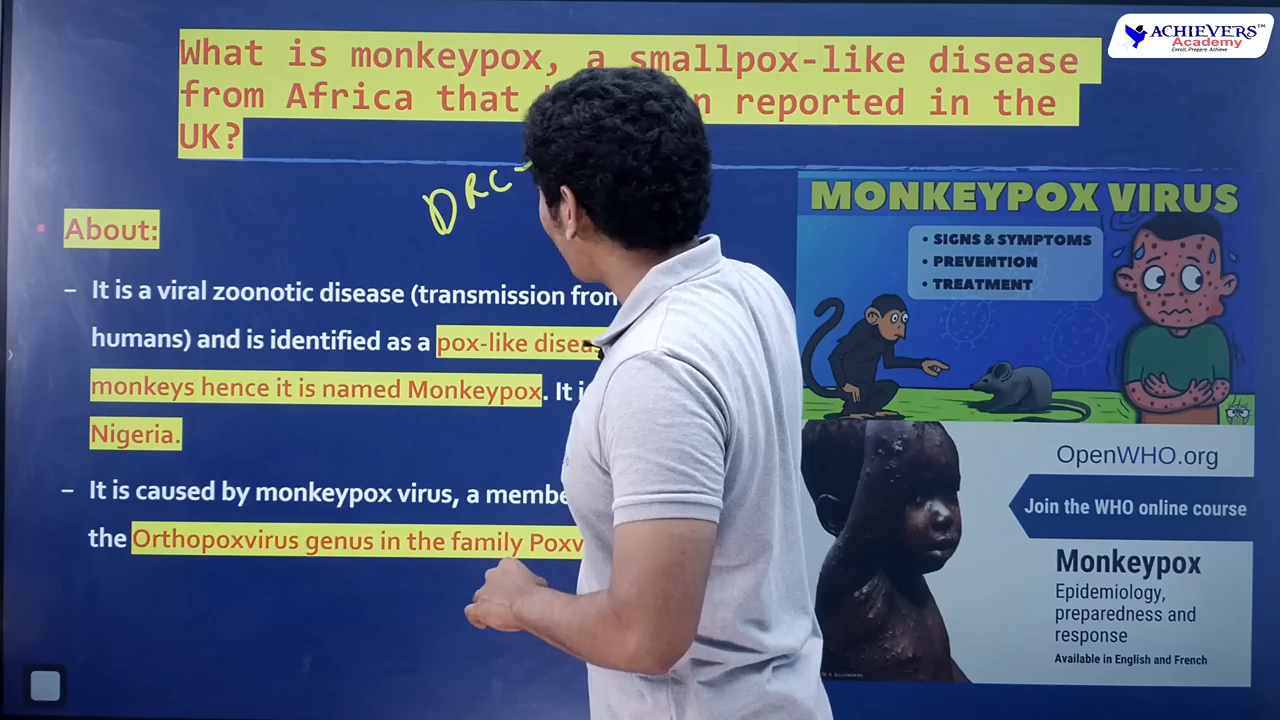 ACHIEVERS™
Academy
Enroll. Prepare. Achieve
What is monkeypox, a smallpox-like disease
from Africa that reported in the
UK?
DRC-
About:
– It is a viral zoonotic disease (transmission from
humans) and is identified as a pox-like
monkeys hence it is named Monkeypox. It
Nigeria.
– It is caused by monkeypox virus, a
the Orthopoxvirus genus in the family
MONKEYPOX VIRUS
• SIGNS & SYMPTOMS
• PREVENTION
• TREATMENT
OpenWHO.org
Join the WHO online course
Monkeypox
Epidemiology,
preparedness and
response
Available in English and French